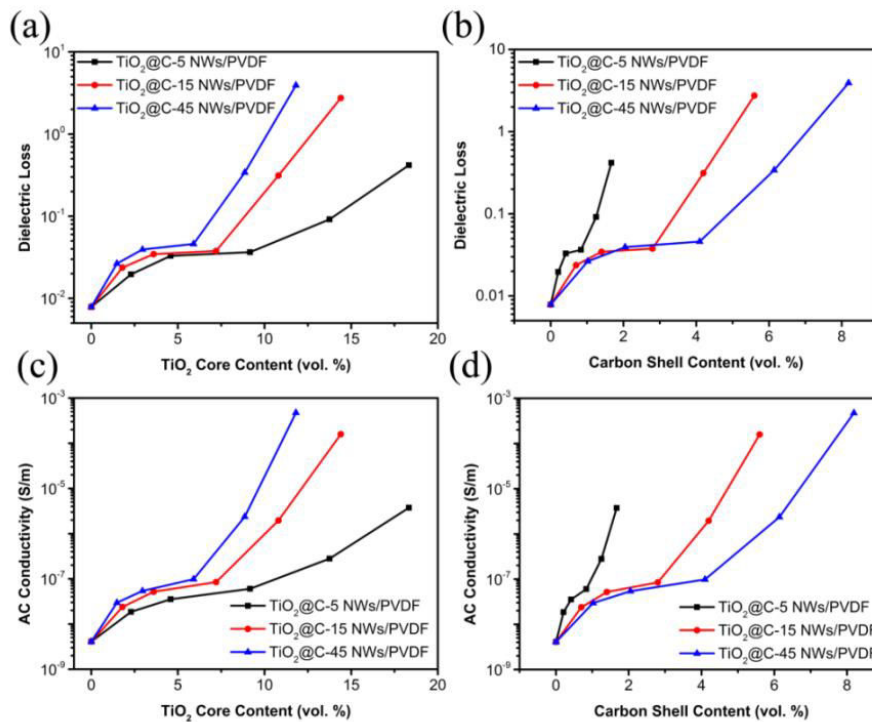 (a)
10¹
10⁰
10⁻¹
10⁻²
Dielectric Loss
TiO₂@C-5 NWs/PVDF
TiO₂@C-15 NWs/PVDF
TiO₂@C-45 NWs/PVDF
0 5 10 15 20
TiO₂ Core Content (vol. %)
(b)
10
1
0.1
0.01
Dielectric Loss
TiO₂@C-5 NWs/PVDF
TiO₂@C-15 NWs/PVDF
TiO₂@C-45 NWs/PVDF
0 2 4 6 8
Carbon Shell Content (vol. %)
(c)
10⁻³
10⁻⁵
10⁻⁷
10⁻⁹
AC Conductivity (S/m)
TiO₂@C-5 NWs/PVDF
TiO₂@C-15 NWs/PVDF
TiO₂@C-45 NWs/PVDF
0 5 10 15 20
TiO₂ Core Content (vol. %)
(d)
10⁻³
10⁻⁵
10⁻⁷
10⁻⁹
AC Conductivity (S/m)
TiO₂@C-5 NWs/PVDF
TiO₂@C-15 NWs/PVDF
TiO₂@C-45 NWs/PVDF
0 2 4 6 8
Carbon Shell Content (vol. %)